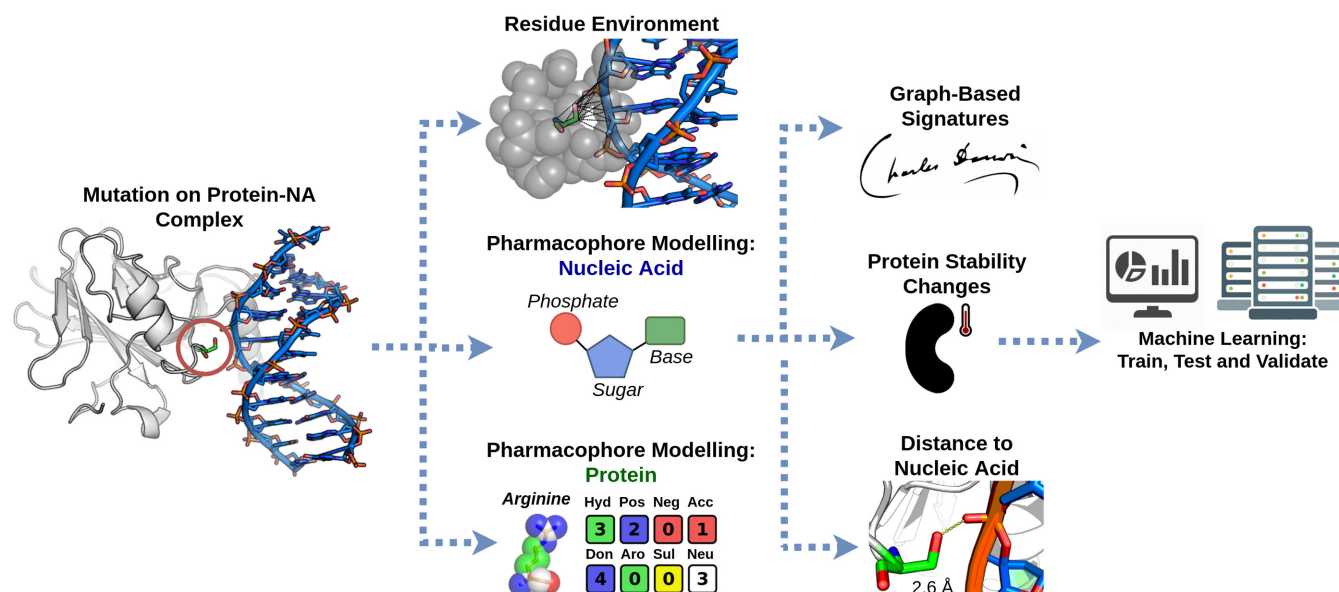 Residue Environment
Graph-Based
Signatures
Charles Darwin
Mutation on Protein-NA
Complex
Pharmacophore Modelling:
Nucleic Acid
Phosphate
Base
Sugar
Protein Stability
Changes
Machine Learning:
Train, Test and Validate
Pharmacophore Modelling:
Protein
Arginine
Hyd Pos Neg Acc
3 2 0 1
Don Aro Sul Neu
4 0 0 3
Distance to
Nucleic Acid
2.6 Å